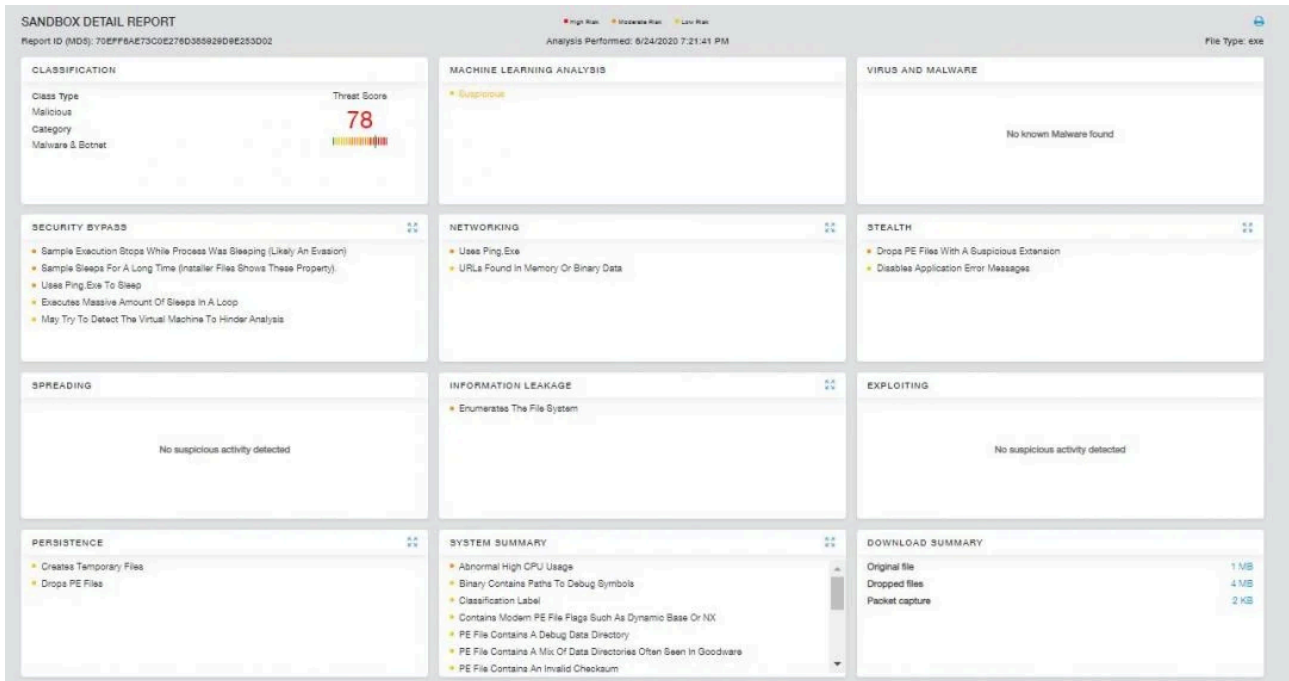 SANDBOX DETAIL REPORT
High Risk Moderate Risk Low Risk
Report ID (MD5): 70EFF6AE73C0E276D385929D9E253D02
Analysis Performed: 6/24/2020 7:21:41 PM
File Type: exe
CLASSIFICATION
Class Type
Malicious
Category
Malware & Botnet
Threat Score
78
MACHINE LEARNING ANALYSIS
Suspicious
VIRUS AND MALWARE
No known Malware found
SECURITY BYPASS
Sample Execution Stops While Process Was Sleeping (Likely An Evasion)
Sample Sleeps For A Long Time (Installer Files Shows These Property).
Uses Ping.Exe To Sleep
Executes Massive Amount Of Sleeps In A Loop
May Try To Detect The Virtual Machine To Hinder Analysis
NETWORKING
Uses Ping.Exe
URLs Found In Memory Or Binary Data
STEALTH
Drops PE Files With A Suspicious Extension
Disables Application Error Messages
SPREADING
No suspicious activity detected
INFORMATION LEAKAGE
Enumerates The File System
EXPLOITING
No suspicious activity detected
PERSISTENCE
Creates Temporary Files
Drops PE Files
SYSTEM SUMMARY
Abnormal High CPU Usage
Binary Contains Paths To Debug Symbols
Classification Label
Contains Modern PE File Flags Such As Dynamic Base Or NX
PE File Contains A Debug Data Directory
PE File Contains A Mix Of Data Directories Often Seen In Goodware
PE File Contains An Invalid Checksum
DOWNLOAD SUMMARY
Original file 1 MB
Dropped files 4 MB
Packet capture 2 KB